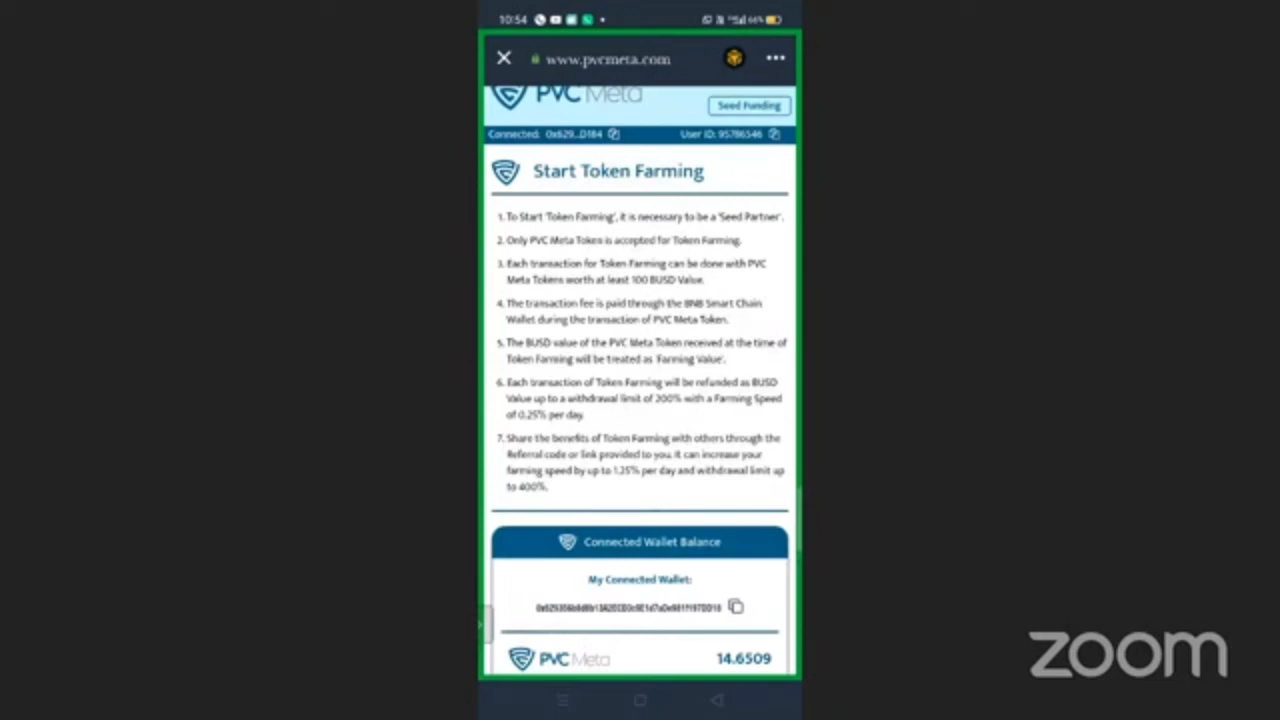 10:54
66%
www.pvcmeta.com
PVC Meta
Seed Funding
Connected: 0x629...D184
User ID: 95786546
Start Token Farming
1. To Start 'Token Farming', it is necessary to be a 'Seed Partner'.
2. Only PVC Meta Token is accepted for Token Farming.
3. Each transaction for Token Farming can be done with PVC
Meta Tokens worth at least 100 BUSD Value.
4. The transaction fee is paid through the BNB Smart Chain
Wallet during the transaction of PVC Meta Token.
5. The BUSD value of the PVC Meta Token received at the time of
Token Farming will be treated as 'Farming Value'.
6. Each transaction of Token Farming will be refunded as BUSD
Value up to a withdrawal limit of 200% with a Farming Speed
of 0.25% per day.
7. Share the benefits of Token Farming with others through the
Referral code or link provided to you. It can increase your
farming speed by up to 1.25% per day and withdrawal limit up
to 400%.
Connected Wallet Balance
My Connected Wallet:
PVC Meta
14.6509
zoom